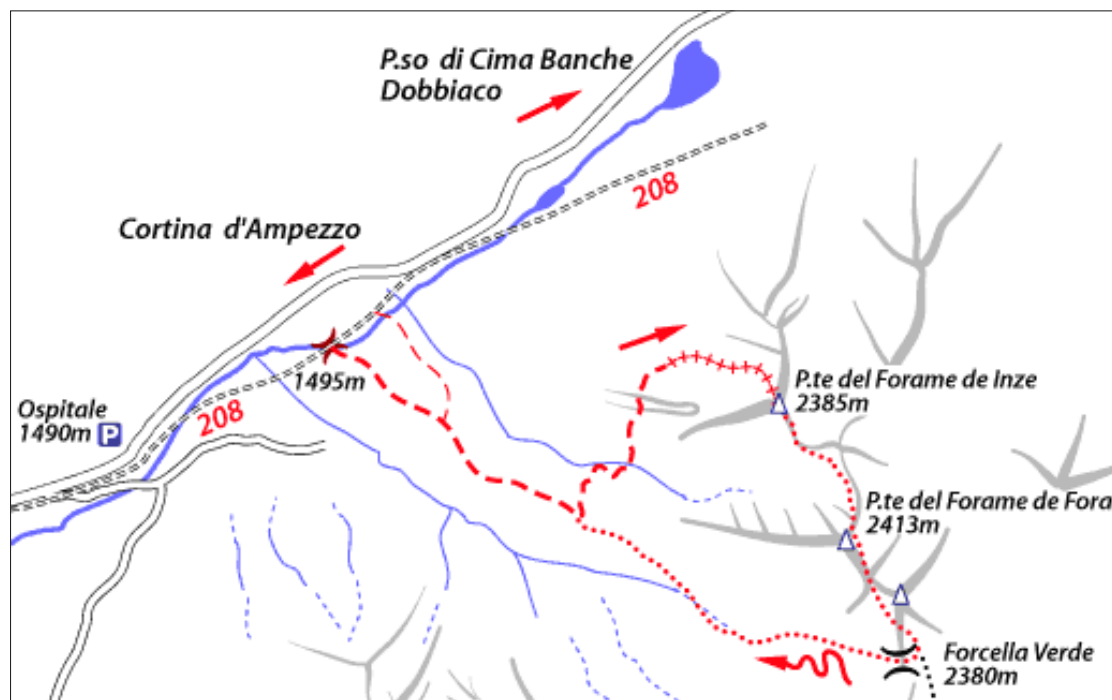 P.so di Cima Banche
Dobbiaco
208
Cortina d'Ampezzo
1495m
P.te del Forame de Inze
2385m
Ospitale
1490m P
208
P.te del Forame de Fora
2413m
Forcella Verde
2380m